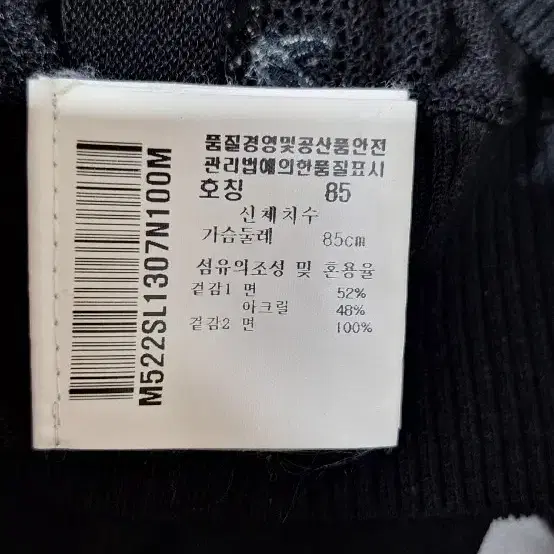 품질경영및공산품안전
관리법에의한품질표시
호칭 85
신체치수
가슴둘레 85cm
섬유의조성 및 혼용율
겉감1 면 52%
아크릴 48%
겉감2 면 100%
M522SL1307N100M